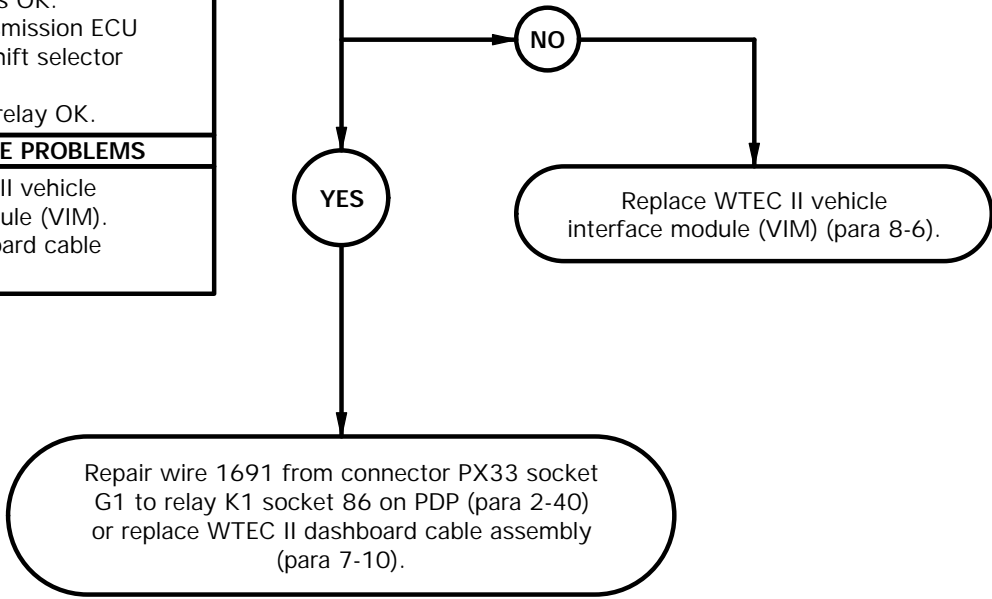 s OK.
mission ECU
hift selector
relay OK.
E PROBLEMS
II vehicle
ule (VIM).
oard cable
NO
YES
Replace WTEC II vehicle
interface module (VIM) (para 8-6).
Repair wire 1691 from connector PX33 socket
G1 to relay K1 socket 86 on PDP (para 2-40)
or replace WTEC II dashboard cable assembly
(para 7-10).